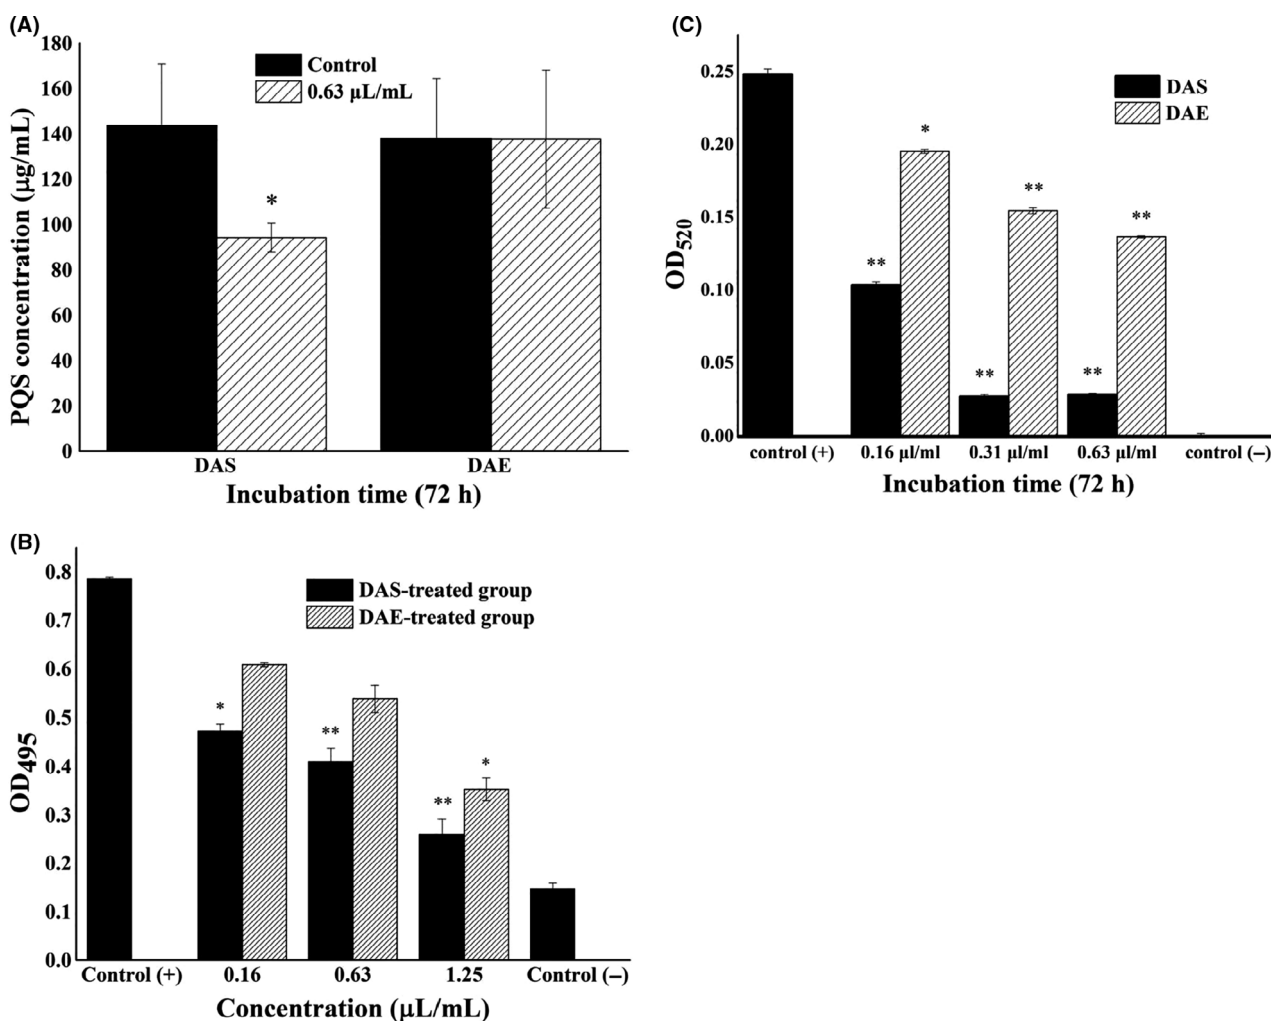 (A)
180
160
140
120
100
80
60
40
20
0
PQS concentration (µg/mL)
Control
0.63 µL/mL
*
DAS
DAE
Incubation time (72 h)
(C)
0.25
0.20
0.15
0.10
0.05
0.00
OD520
DAS
DAE
*
**
**
**
**
**
control (+)
0.16 µl/ml
0.31 µl/ml
0.63 µl/ml
control (–)
Incubation time (72 h)
(B)
0.8
0.7
0.6
0.5
0.4
0.3
0.2
0.1
0.0
OD495
DAS-treated group
DAE-treated group
*
**
**
*
Control (+)
0.16
0.63
1.25
Control (–)
Concentration (µL/mL)